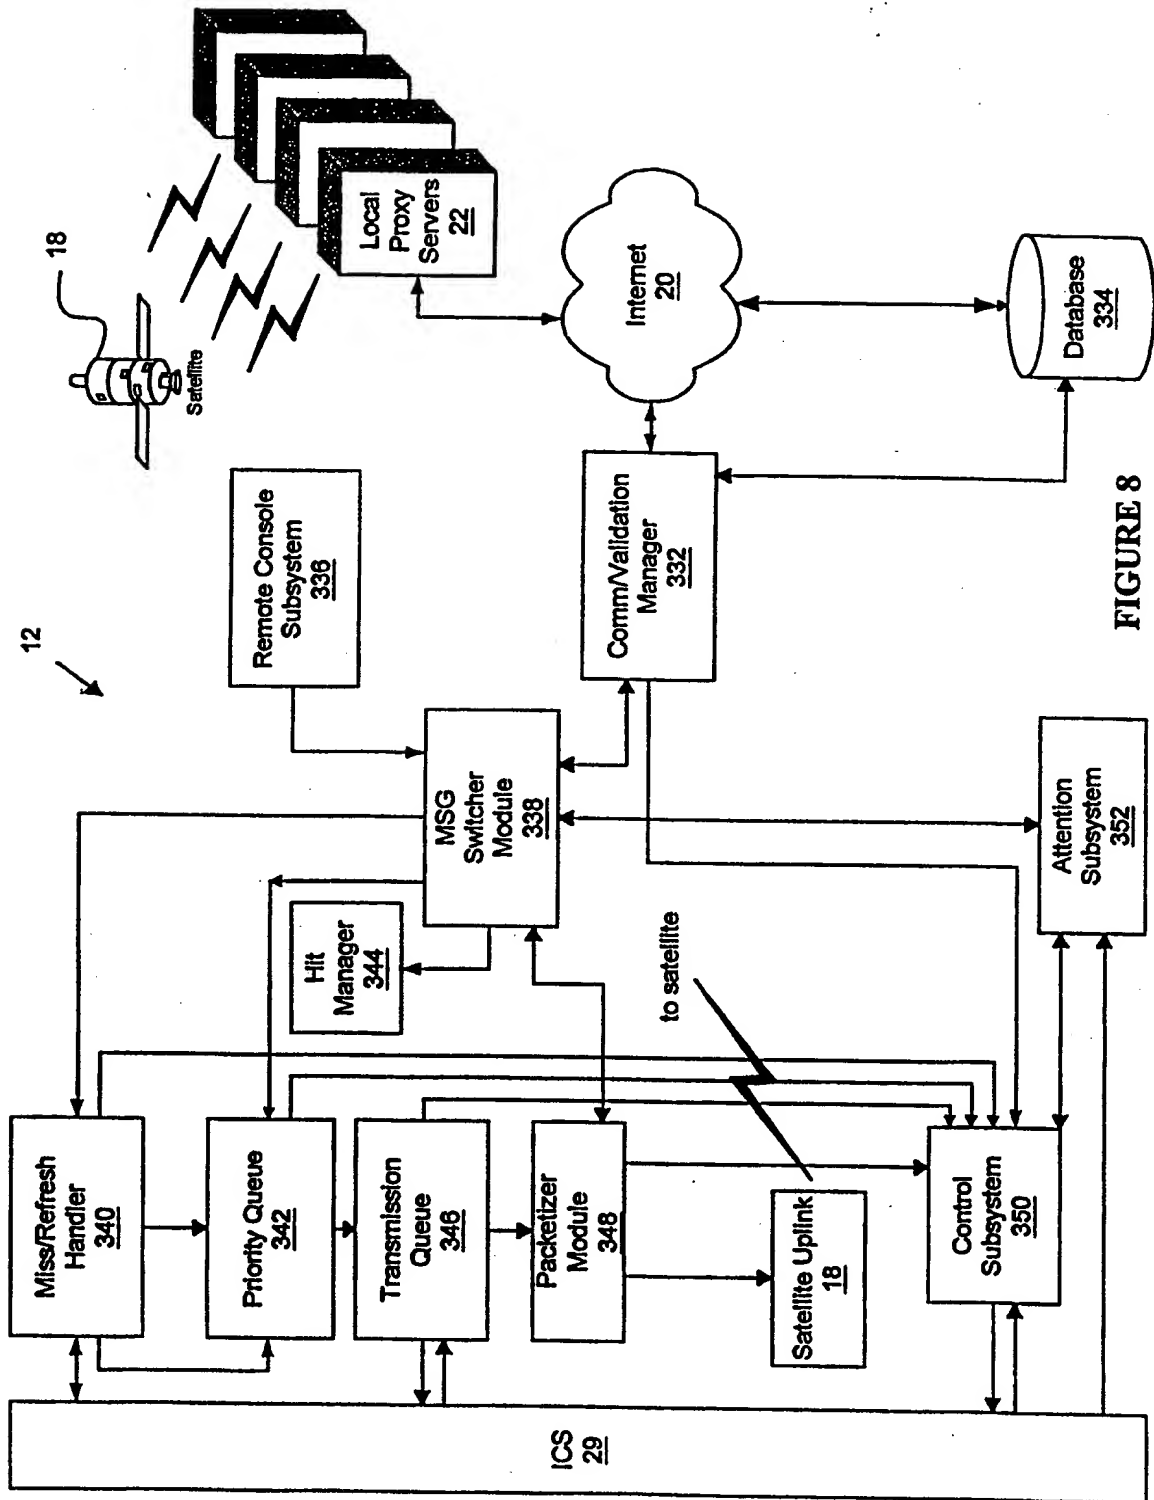 12
18
Satellite
Local
Proxy
Servers
22
Remote Console
Subsystem
336
Internet
20
Comm/Validation
Manager
332
Database
334
MSG
Switcher
Module
338
Hit
Manager
344
to satellite
Attention
Subsystem
352
Miss/Refresh
Handler
340
Priority Queue
342
Transmission
Queue
346
Packetizer
Module
348
Satellite Uplink
18
Control
Subsystem
350
ICS
29
FIGURE 8